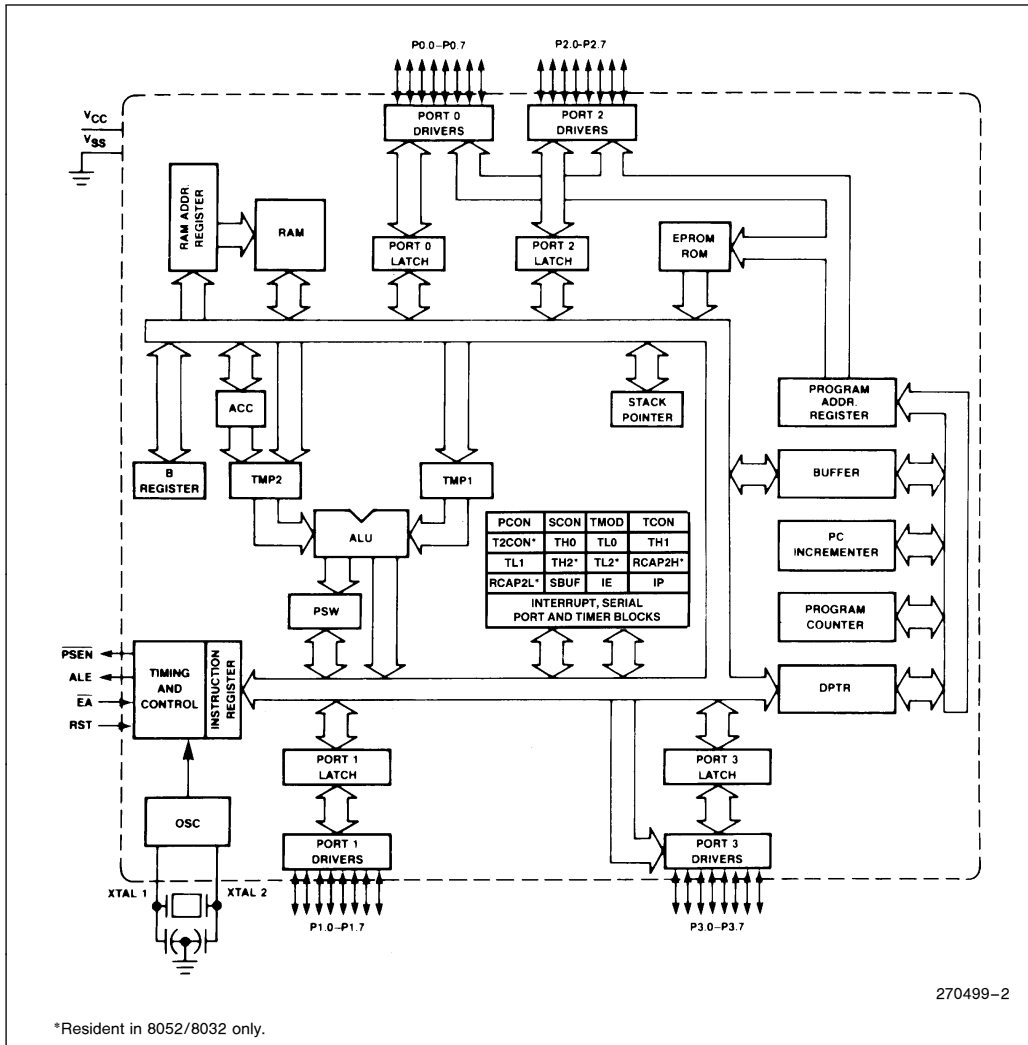 P0.0–P0.7
P2.0–P2.7
VCC
VSS
PORT 0
DRIVERS
PORT 2
DRIVERS
RAM ADDR.
REGISTER
RAM
PORT 0
LATCH
PORT 2
LATCH
EPROM
ROM
ACC
STACK
POINTER
PROGRAM
ADDR.
REGISTER
B
REGISTER
TMP2
TMP1
BUFFER
ALU
PCON SCON TMOD TCON
T2CON* TH0 TL0 TH1
TL1 TH2* TL2* RCAP2H*
RCAP2L* SBUF IE IP
INTERRUPT, SERIAL
PORT AND TIMER BLOCKS
PC
INCREMENTER
PSW
PROGRAM
COUNTER
PSEN
ALE
EA
RST
TIMING
AND
CONTROL
INSTRUCTION
REGISTER
DPTR
PORT 1
LATCH
PORT 3
LATCH
OSC
PORT 1
DRIVERS
PORT 3
DRIVERS
XTAL 1
XTAL 2
P1.0–P1.7
P3.0–P3.7
270499–2
*Resident in 8052/8032 only.